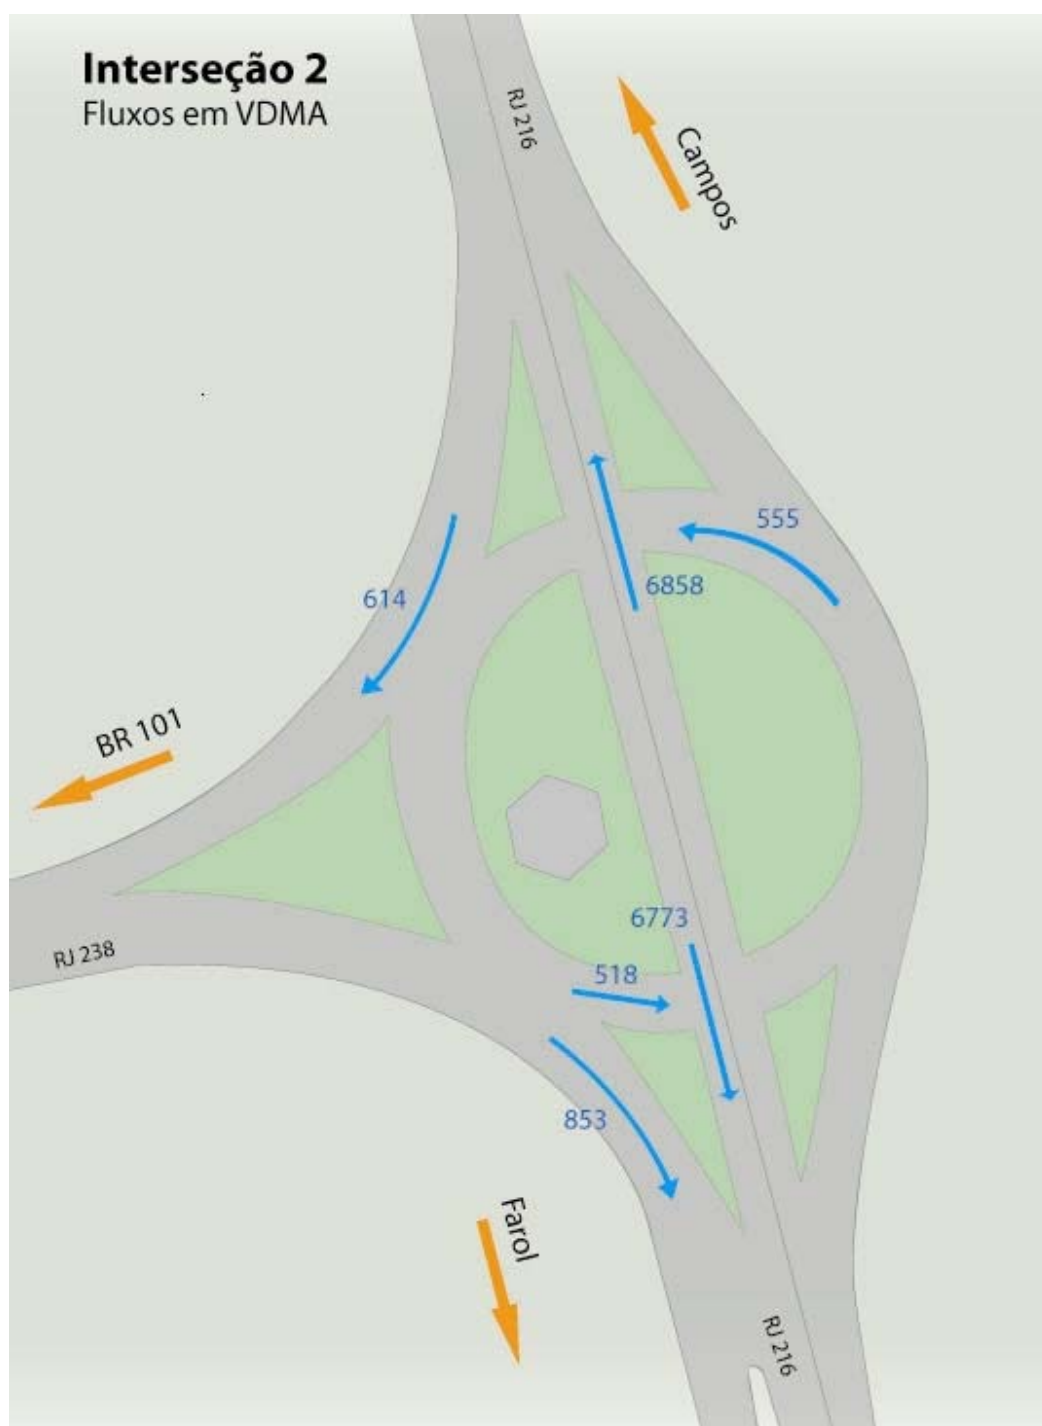 Interseção 2
Fluxos em VDMA
RJ 216
Campos
555
6858
614
BR 101
6773
RJ 238
518
853
Farol
RJ 216